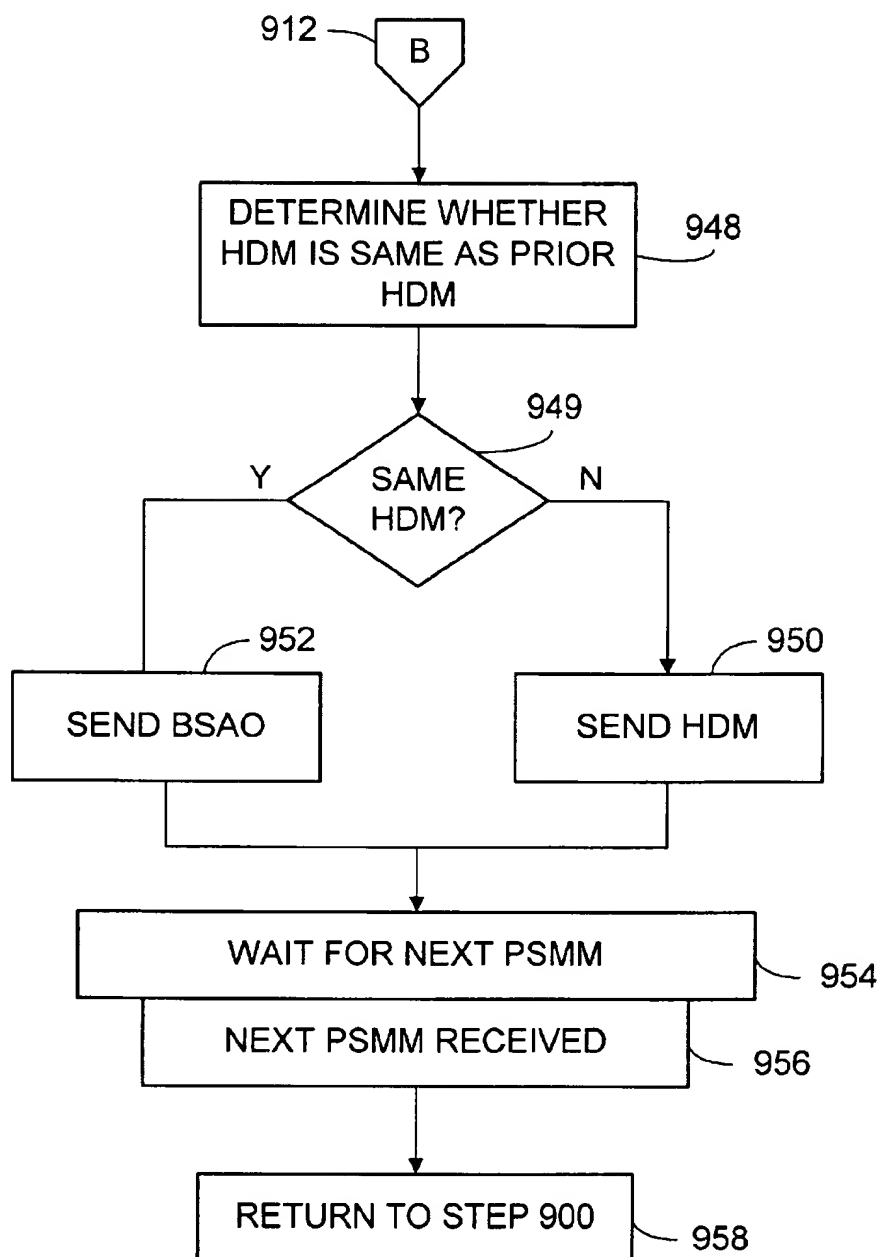 912
B
DETERMINE WHETHER
HDM IS SAME AS PRIOR
HDM
948
949
Y
SAME
HDM?
N
952
950
SEND BSAO
SEND HDM
WAIT FOR NEXT PSMM
954
NEXT PSMM RECEIVED
956
RETURN TO STEP 900
958